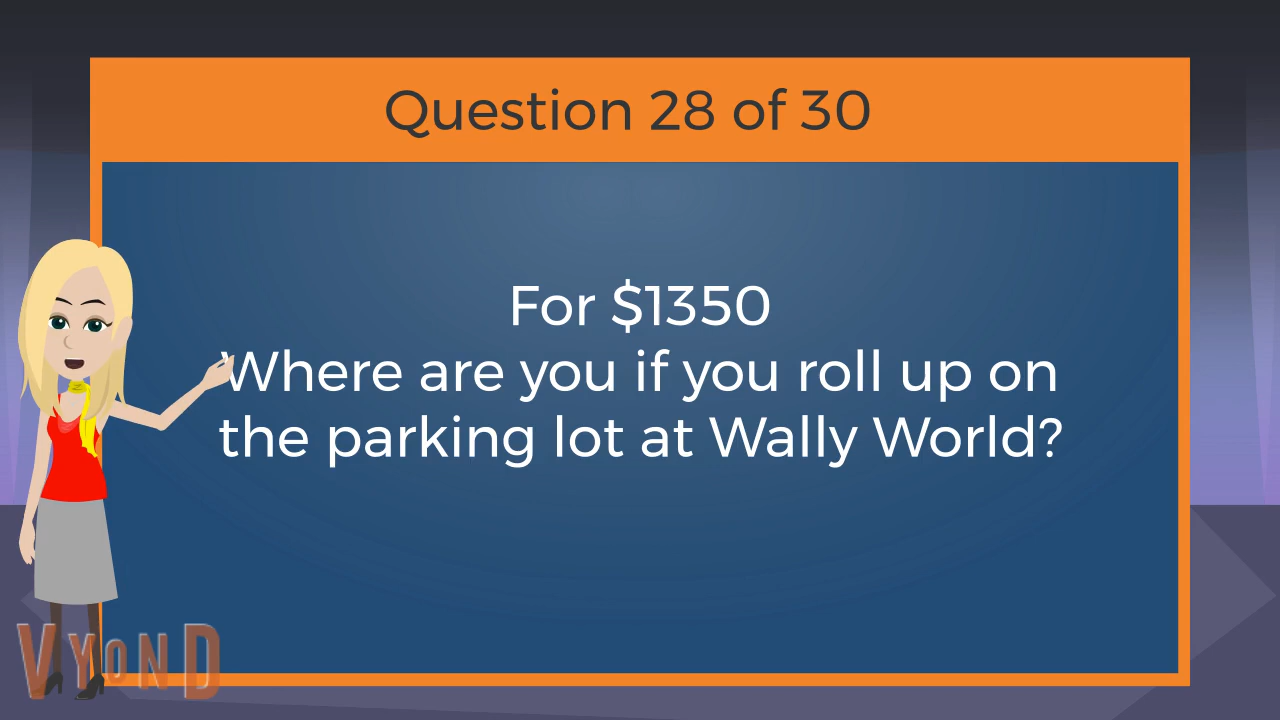 Question 28 of 30
For $1350
Where are you if you roll up on
the parking lot at Wally World?
VYOND